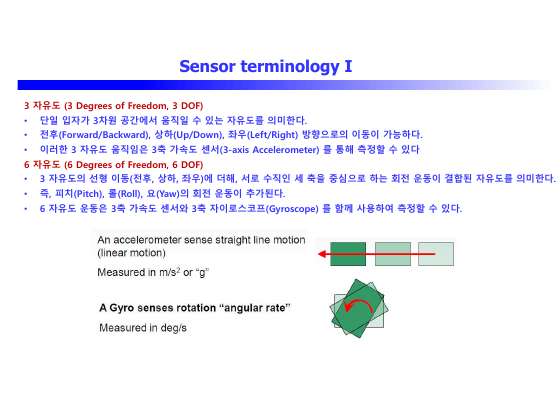 Sensor terminology I
3 자유도 (3 Degrees of Freedom, 3 DOF)
• 단일 입자가 3차원 공간에서 움직일 수 있는 자유도를 의미한다.
• 전후(Forward/Backward), 상하(Up/Down), 좌우(Left/Right) 방향으로의 이동이 가능하다.
• 이러한 3 자유도 움직임은 3축 가속도 센서(3-axis Accelerometer) 를 통해 측정할 수 있다
6 자유도 (6 Degrees of Freedom, 6 DOF)
• 3 자유도의 선형 이동(전후, 상하, 좌우)에 더해, 서로 수직인 세 축을 중심으로 하는 회전 운동이 결합된 자유도를 의미한다.
• 즉, 피치(Pitch), 롤(Roll), 요(Yaw)의 회전 운동이 추가된다.
• 6 자유도 운동은 3축 가속도 센서와 3축 자이로스코프(Gyroscope) 를 함께 사용하여 측정할 수 있다.
An accelerometer sense straight line motion
(linear motion)
Measured in m/s² or “g”
A Gyro senses rotation “angular rate”
Measured in deg/s